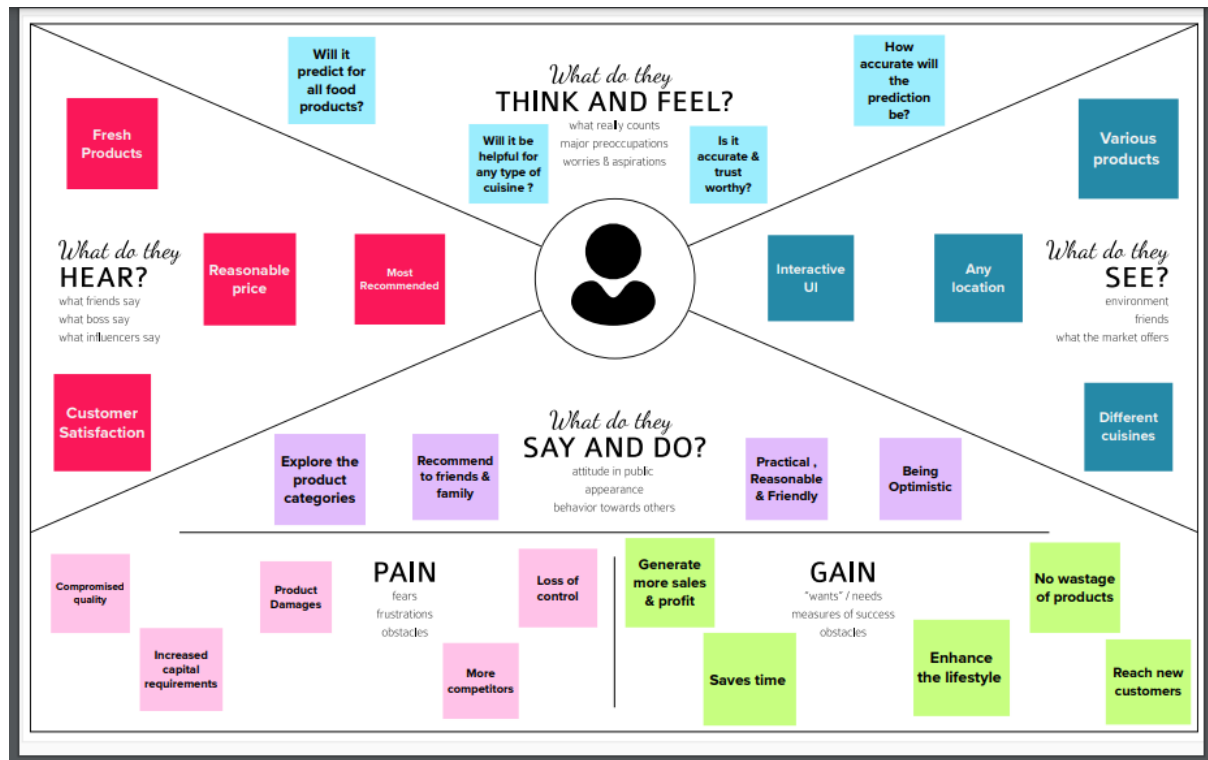 What do they
THINK AND FEEL?
what really counts
major preoccupations
worries & aspirations
Will it
predict for
all food
products?
Will it be
helpful for
any type of
cuisine ?
Is it
accurate &
trust
worthy?
How
accurate will
the
prediction
be?
What do they
HEAR?
what friends say
what boss say
what influencers say
Fresh
Products
Reasonable
price
Most
Recommended
Customer
Satisfaction
What do they
SEE?
environment
friends
what the market offers
Various
products
Interactive
UI
Any
location
Different
cuisines
What do they
SAY AND DO?
attitude in public
appearance
behavior towards others
Explore the
product
categories
Recommend
to friends &
family
Practical ,
Reasonable
& Friendly
Being
Optimistic
PAIN
fears
frustrations
obstacles
Compromised
quality
Increased
capital
requirements
Product
Damages
More
competitors
Loss of
control
GAIN
"wants" / needs
measures of success
obstacles
Generate
more sales
& profit
Saves time
Enhance
the lifestyle
No wastage
of products
Reach new
customers